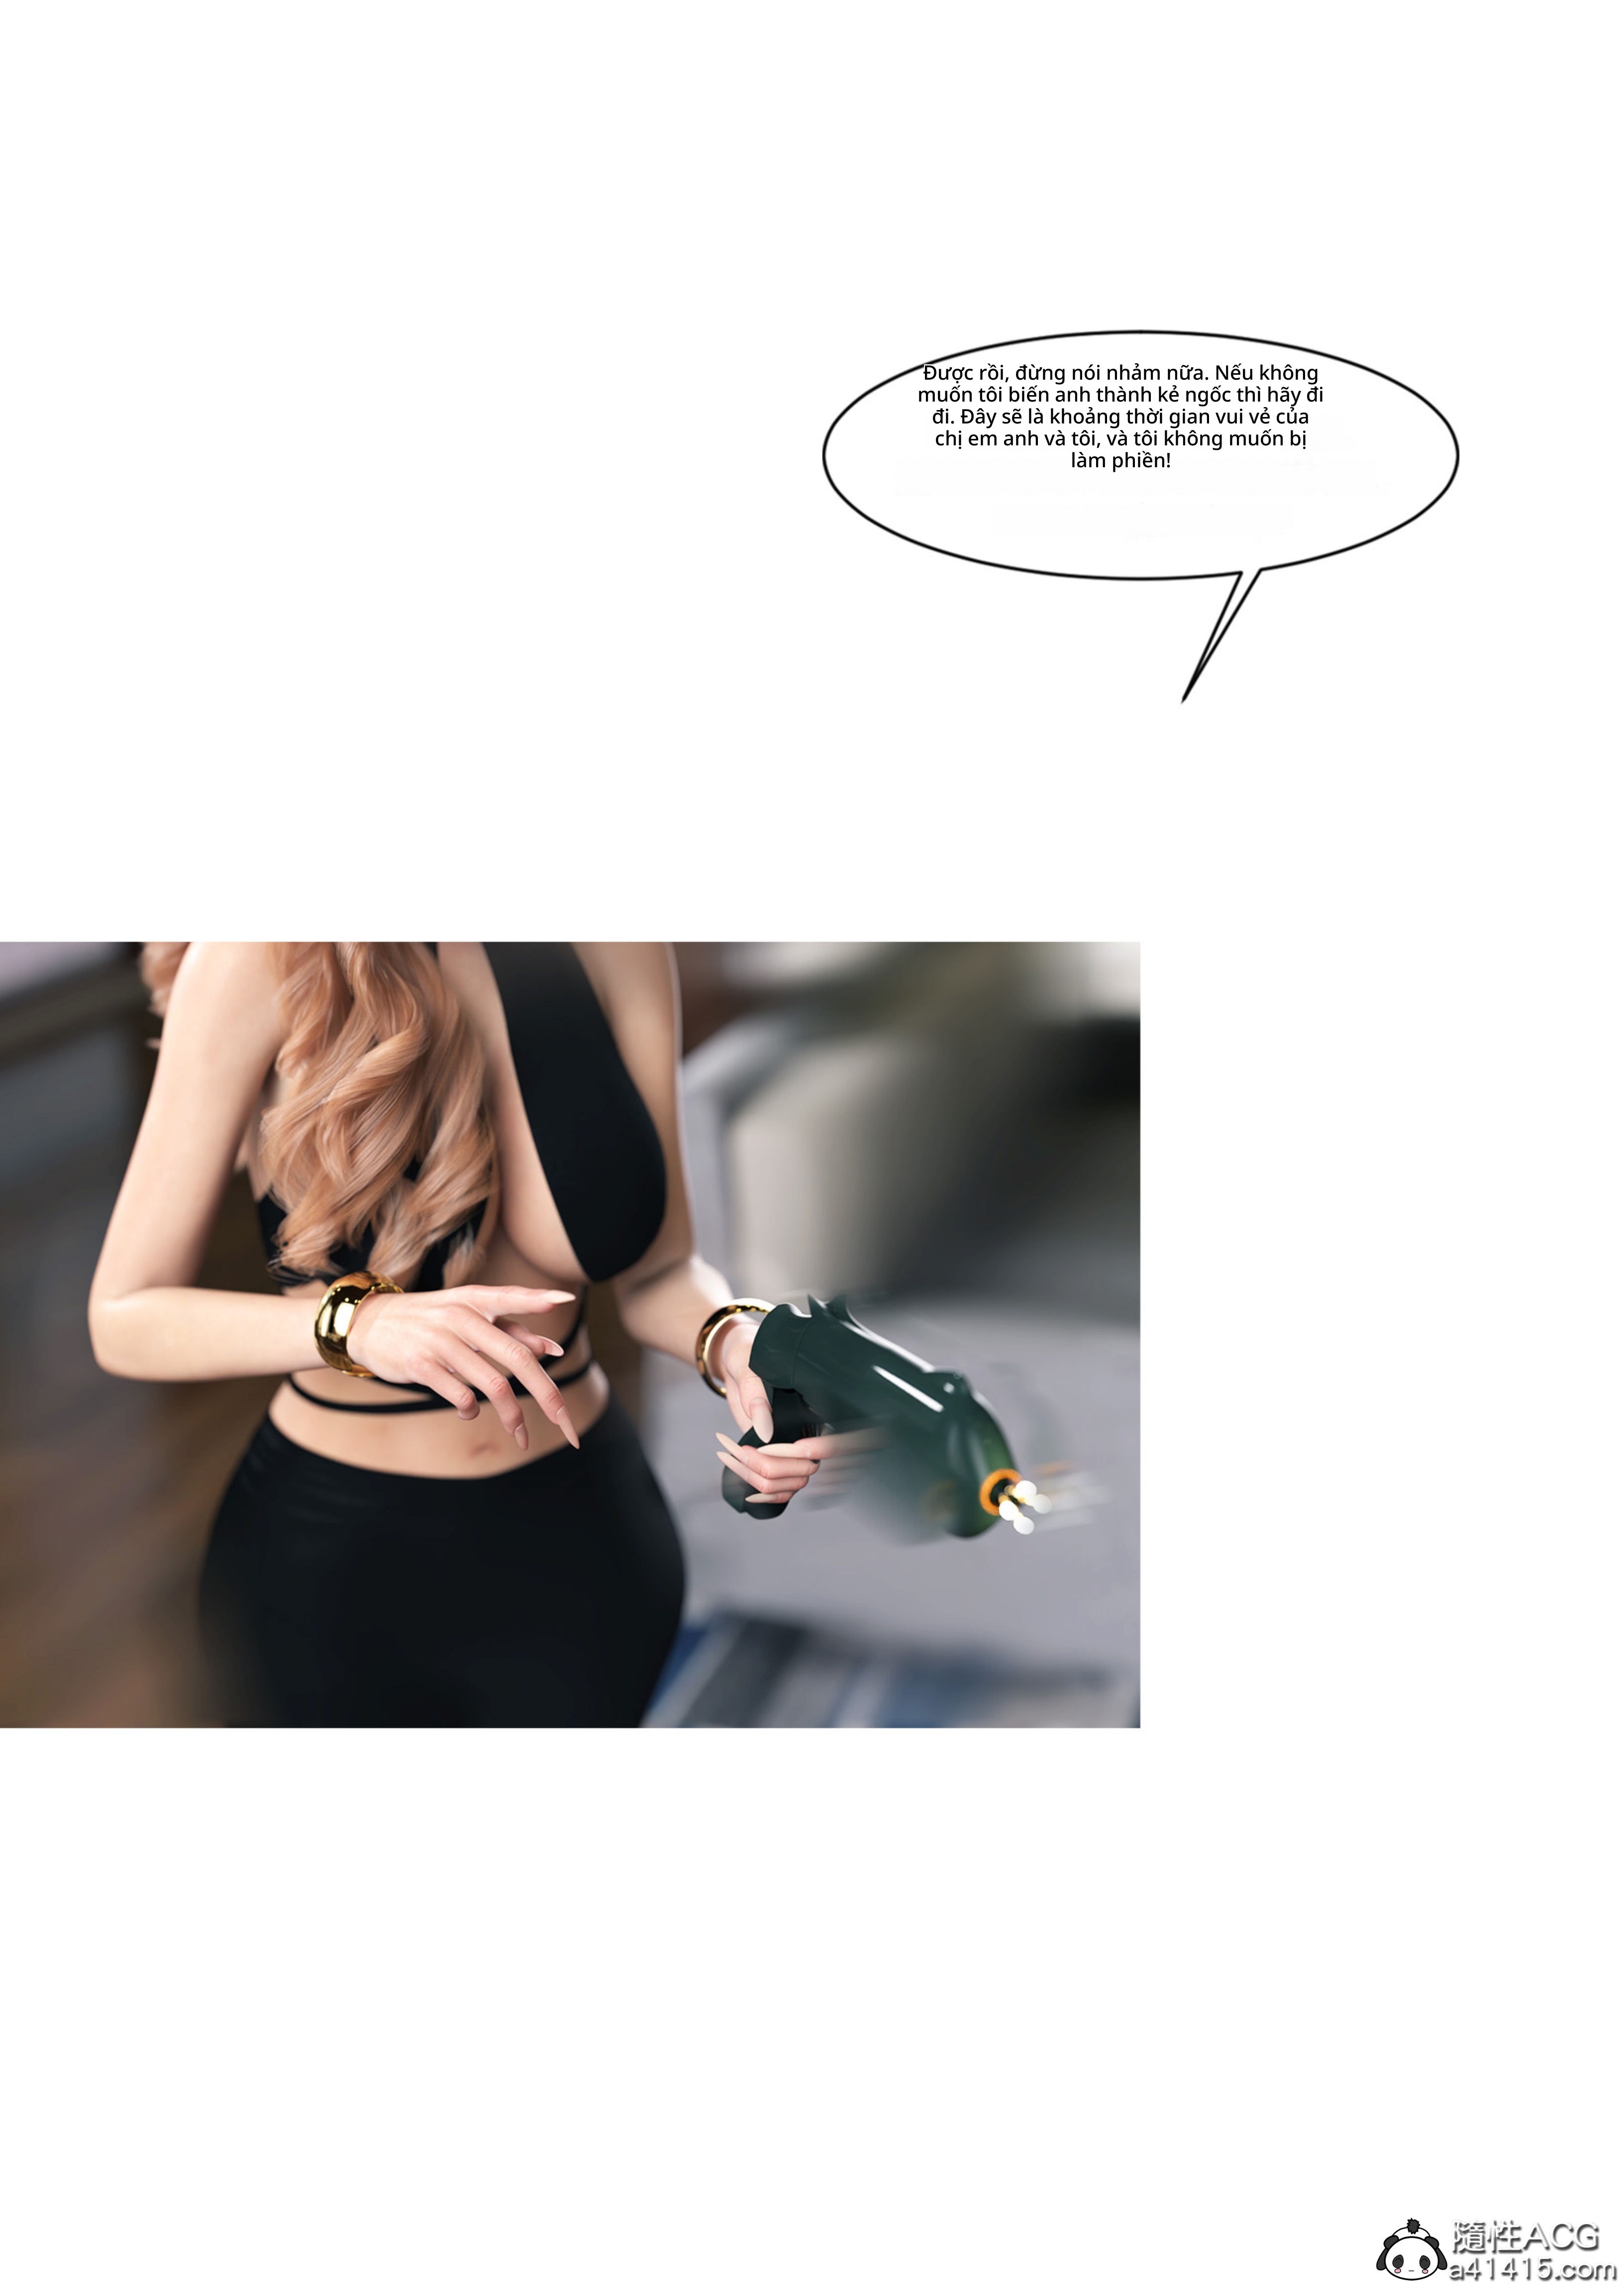 Được rồi, đừng nói nhảm nữa. Nếu không
muốn tôi biến anh thành kẻ ngốc thì hãy đi
đi. Đây sẽ là khoảng thời gian vui vẻ của
chị em anh và tôi, và tôi không muốn bị
làm phiền!
隨性ACG
a41415.com